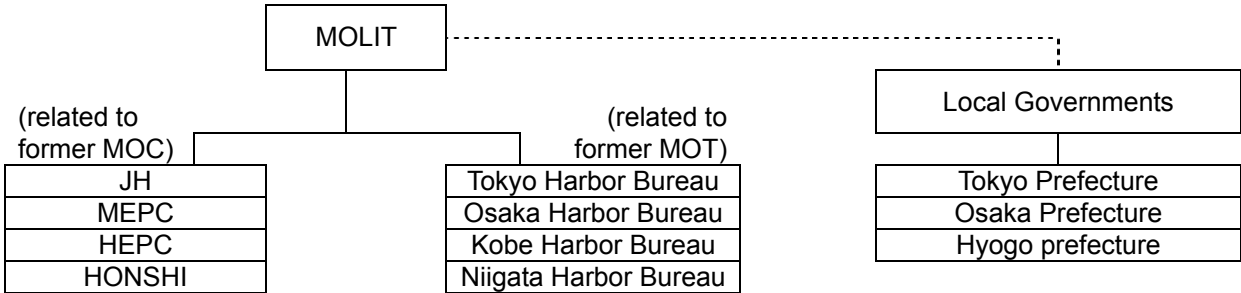 MOLIT
Local Governments
(related to
former MOC)
(related to
former MOT)
JH
MEPC
HEPC
HONSHI
Tokyo Harbor Bureau
Osaka Harbor Bureau
Kobe Harbor Bureau
Niigata Harbor Bureau
Tokyo Prefecture
Osaka Prefecture
Hyogo prefecture